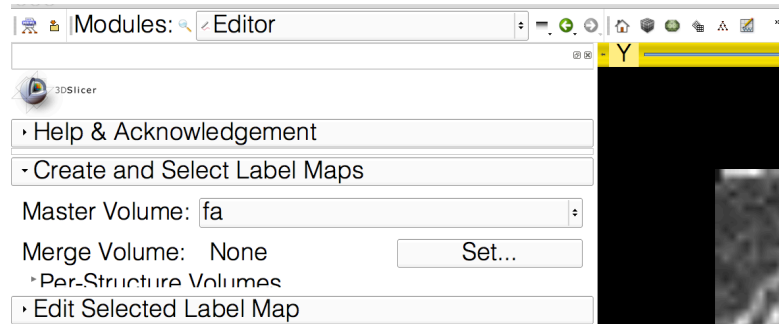 Modules: Editor
Y
3DSlicer
Help & Acknowledgement
Create and Select Label Maps
Master Volume: fa
Merge Volume: None Set...
Per-Structure Volumes
Edit Selected Label Map